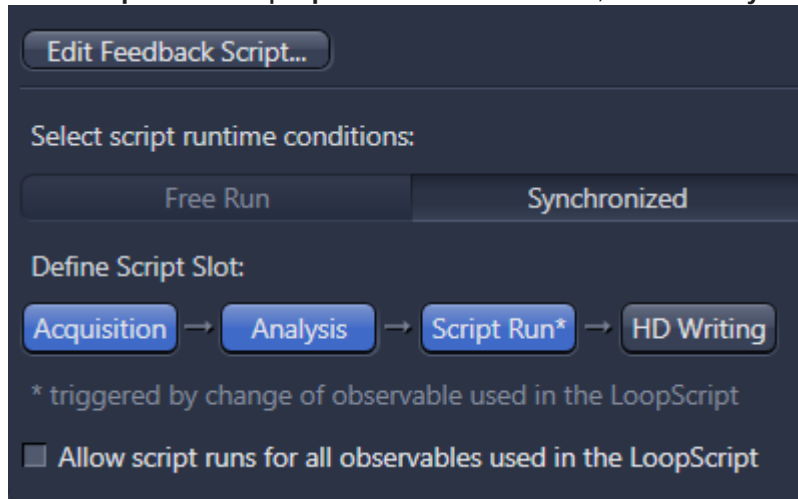 Edit Feedback Script...
Select script runtime conditions:
Free Run Synchronized
Define Script Slot:
Acquisition → Analysis → Script Run* → HD Writing
* triggered by change of observable used in the LoopScript
Allow script runs for all observables used in the LoopScript